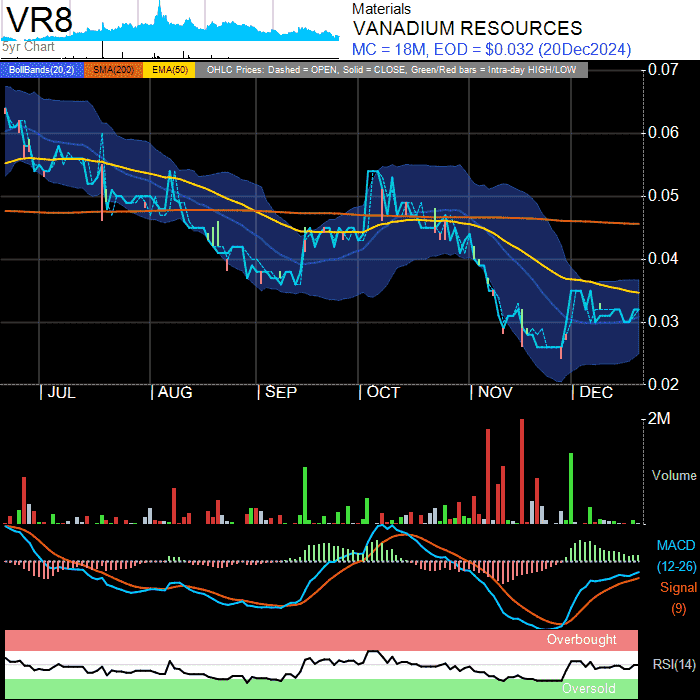 VR8
5yr Chart
Materials
VANADIUM RESOURCES
MC = 18M, EOD = $0.032 (20Dec2024)
BollBands(20,2) SMA(200) EMA(50) OHLC Prices: Dashed = OPEN, Solid = CLOSE, Green/Red bars = Intra-day HIGH/LOW
0.07
0.06
0.05
0.04
0.03
0.02
JUL AUG SEP OCT NOV DEC
2M
Volume
MACD
(12-26)
Signal
(9)
Overbought
RSI(14)
Oversold